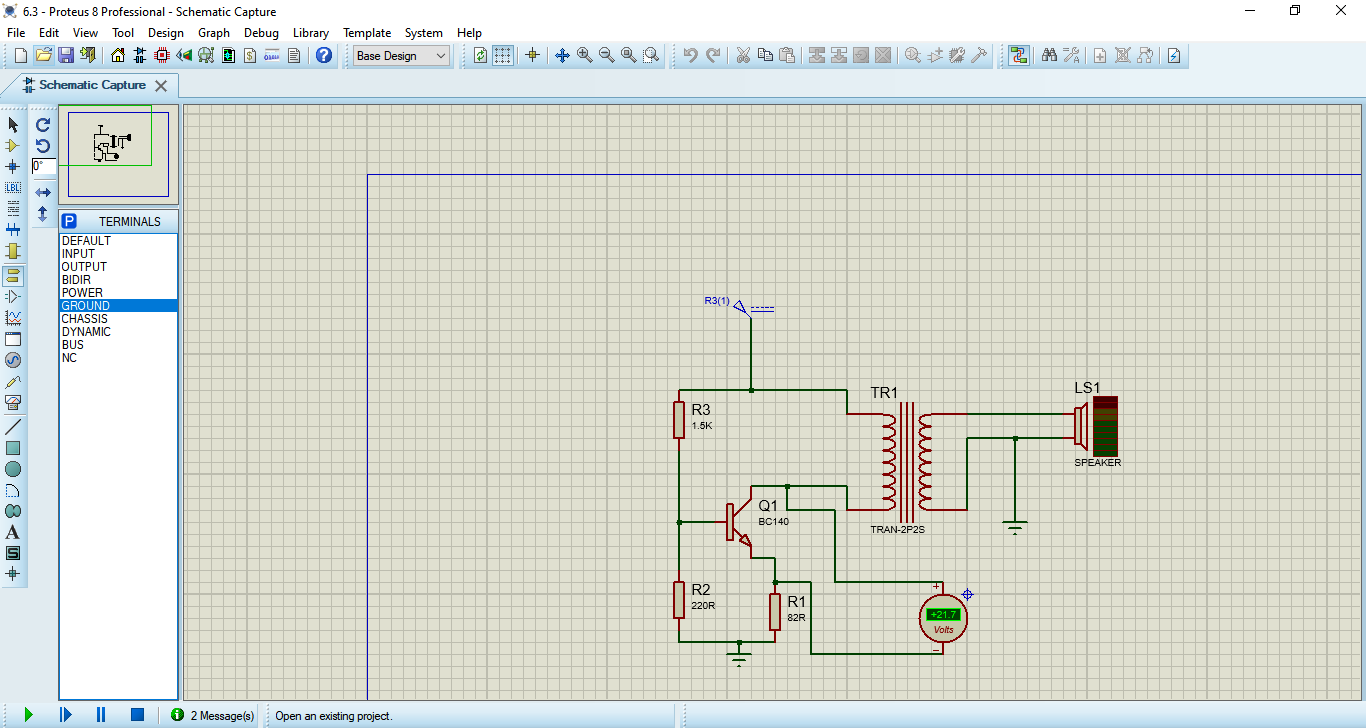 6.3 - Proteus 8 Professional - Schematic Capture
File Edit View Tool Design Graph Debug Library Template System Help
Base Design
Schematic Capture
0°
LBL
P TERMINALS
DEFAULT
INPUT
OUTPUT
BIDIR
POWER
GROUND
CHASSIS
DYNAMIC
BUS
NC
A
S
R3(1)
R3
1.5K
TR1
TRAN-2P2S
LS1
SPEAKER
Q1
BC140
R2
220R
R1
82R
+
+21.7
Volts
-
2 Message(s)
Open an existing project.